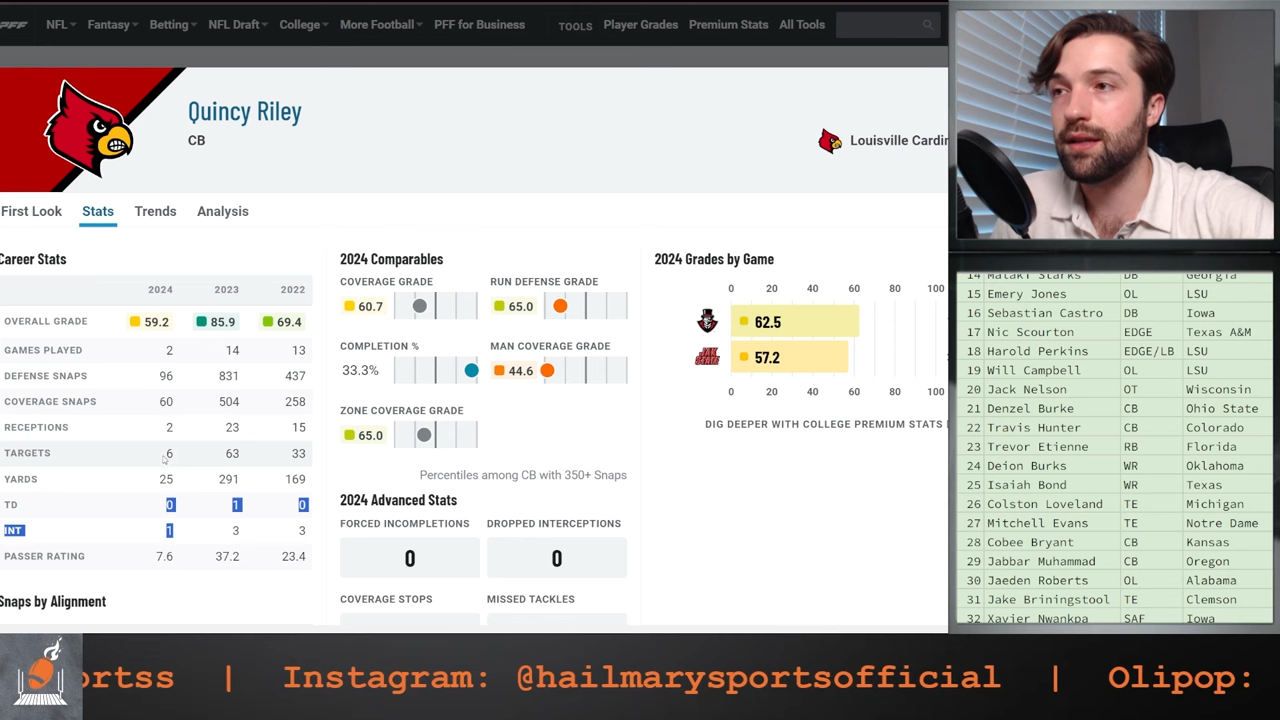 PFF NFL Fantasy Betting NFL Draft College More Football PFF for Business TOOLS Player Grades Premium Stats All Tools
Quincy Riley
CB
Louisville Cardin
First Look Stats Trends Analysis
Career Stats
2024 2023 2022
OVERALL GRADE 59.2 85.9 69.4
GAMES PLAYED 2 14 13
DEFENSE SNAPS 96 831 437
COVERAGE SNAPS 60 504 258
RECEPTIONS 2 23 15
TARGETS 6 63 33
YARDS 25 291 169
TD 0 1 0
INT 1 3 3
PASSER RATING 7.6 37.2 23.4
Snaps by Alignment
2024 Comparables
COVERAGE GRADE RUN DEFENSE GRADE
60.7 65.0
COMPLETION % MAN COVERAGE GRADE
33.3% 44.6
ZONE COVERAGE GRADE
65.0
Percentiles among CB with 350+ Snaps
2024 Advanced Stats
FORCED INCOMPLETIONS DROPPED INTERCEPTIONS
0 0
COVERAGE STOPS MISSED TACKLES
2024 Grades by Game
0 20 40 60 80 100
62.5
57.2
0 20 40 60 80 100
DIG DEEPER WITH COLLEGE PREMIUM STATS
14 Malaki Starks DB Georgia
15 Emery Jones OL LSU
16 Sebastian Castro DB Iowa
17 Nic Scourton EDGE Texas A&M
18 Harold Perkins EDGE/LB LSU
19 Will Campbell OL LSU
20 Jack Nelson OT Wisconsin
21 Denzel Burke CB Ohio State
22 Travis Hunter CB Colorado
23 Trevor Etienne RB Florida
24 Deion Burks WR Oklahoma
25 Isaiah Bond WR Texas
26 Colston Loveland TE Michigan
27 Mitchell Evans TE Notre Dame
28 Cobee Bryant CB Kansas
29 Jabbar Muhammad CB Oregon
30 Jaeden Roberts OL Alabama
31 Jake Briningstool TE Clemson
32 Xavier Nwankpa SAF Iowa
ortss | Instagram: @hailmarysportsofficial | Olipop: